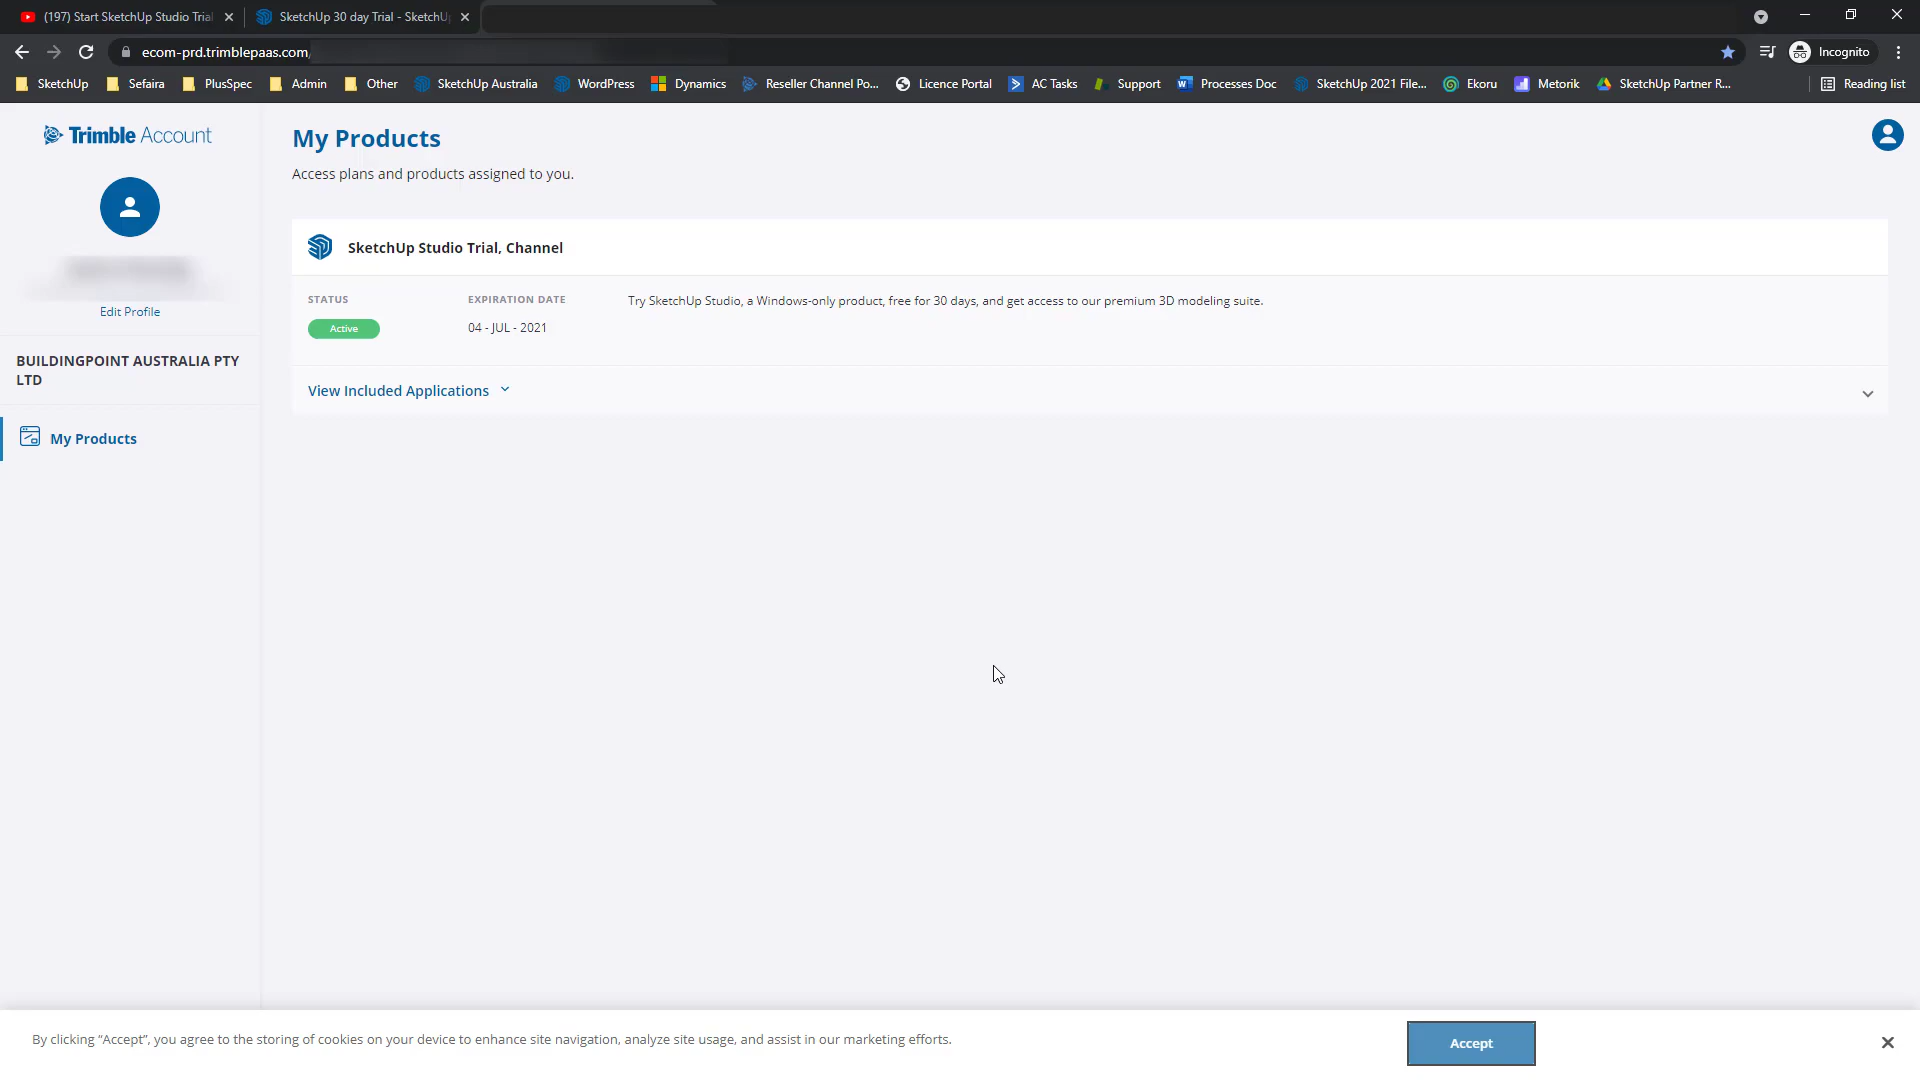 (197) Start SketchUp Studio Trial
SketchUp 30 day Trial - SketchU
ecom-prd.trimblepaas.com
Incognito
SketchUp
Sefaira
PlusSpec
Admin
Other
SketchUp Australia
WordPress
Dynamics
Reseller Channel Po...
Licence Portal
AC Tasks
Support
Processes Doc
SketchUp 2021 File...
Ekoru
Metorik
SketchUp Partner R...
Reading list
Trimble Account
Edit Profile
BUILDINGPOINT AUSTRALIA PTY
LTD
My Products
My Products
Access plans and products assigned to you.
SketchUp Studio Trial, Channel
STATUS
Active
EXPIRATION DATE
04 - JUL - 2021
Try SketchUp Studio, a Windows-only product, free for 30 days, and get access to our premium 3D modeling suite.
View Included Applications
By clicking “Accept”, you agree to the storing of cookies on your device to enhance site navigation, analyze site usage, and assist in our marketing efforts.
Accept